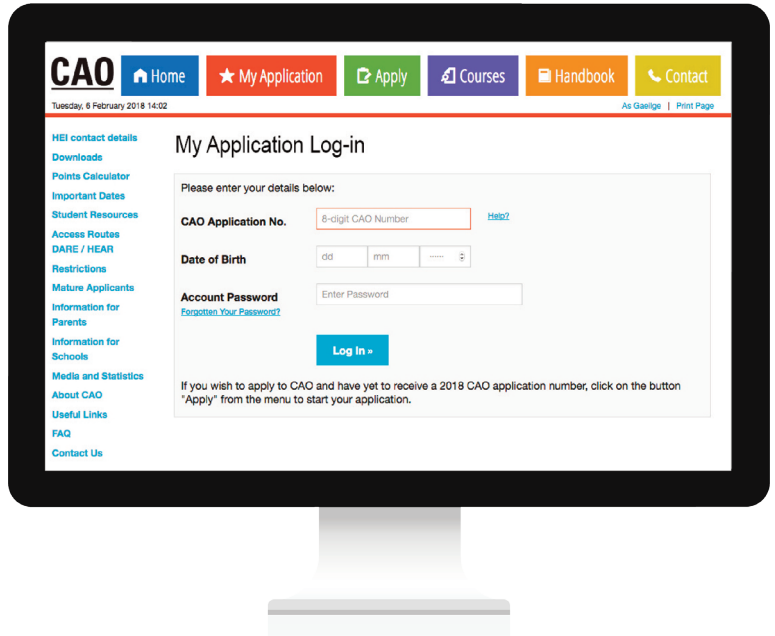 CAO
Home
My Application
Apply
Courses
Handbook
Contact
Tuesday, 6 February 2018 14:02
As Gaeilge | Print Page
HEI contact details
Downloads
Points Calculator
Important Dates
Student Resources
Access Routes
DARE / HEAR
Restrictions
Mature Applicants
Information for
Parents
Information for
Schools
Media and Statistics
About CAO
Useful Links
FAQ
Contact Us
My Application Log-in
Please enter your details below:
CAO Application No.
8-digit CAO Number
Help?
Date of Birth
dd
mm
Account Password
Enter Password
Forgotten Your Password?
Log In »
If you wish to apply to CAO and have yet to receive a 2018 CAO application number, click on the button
"Apply" from the menu to start your application.